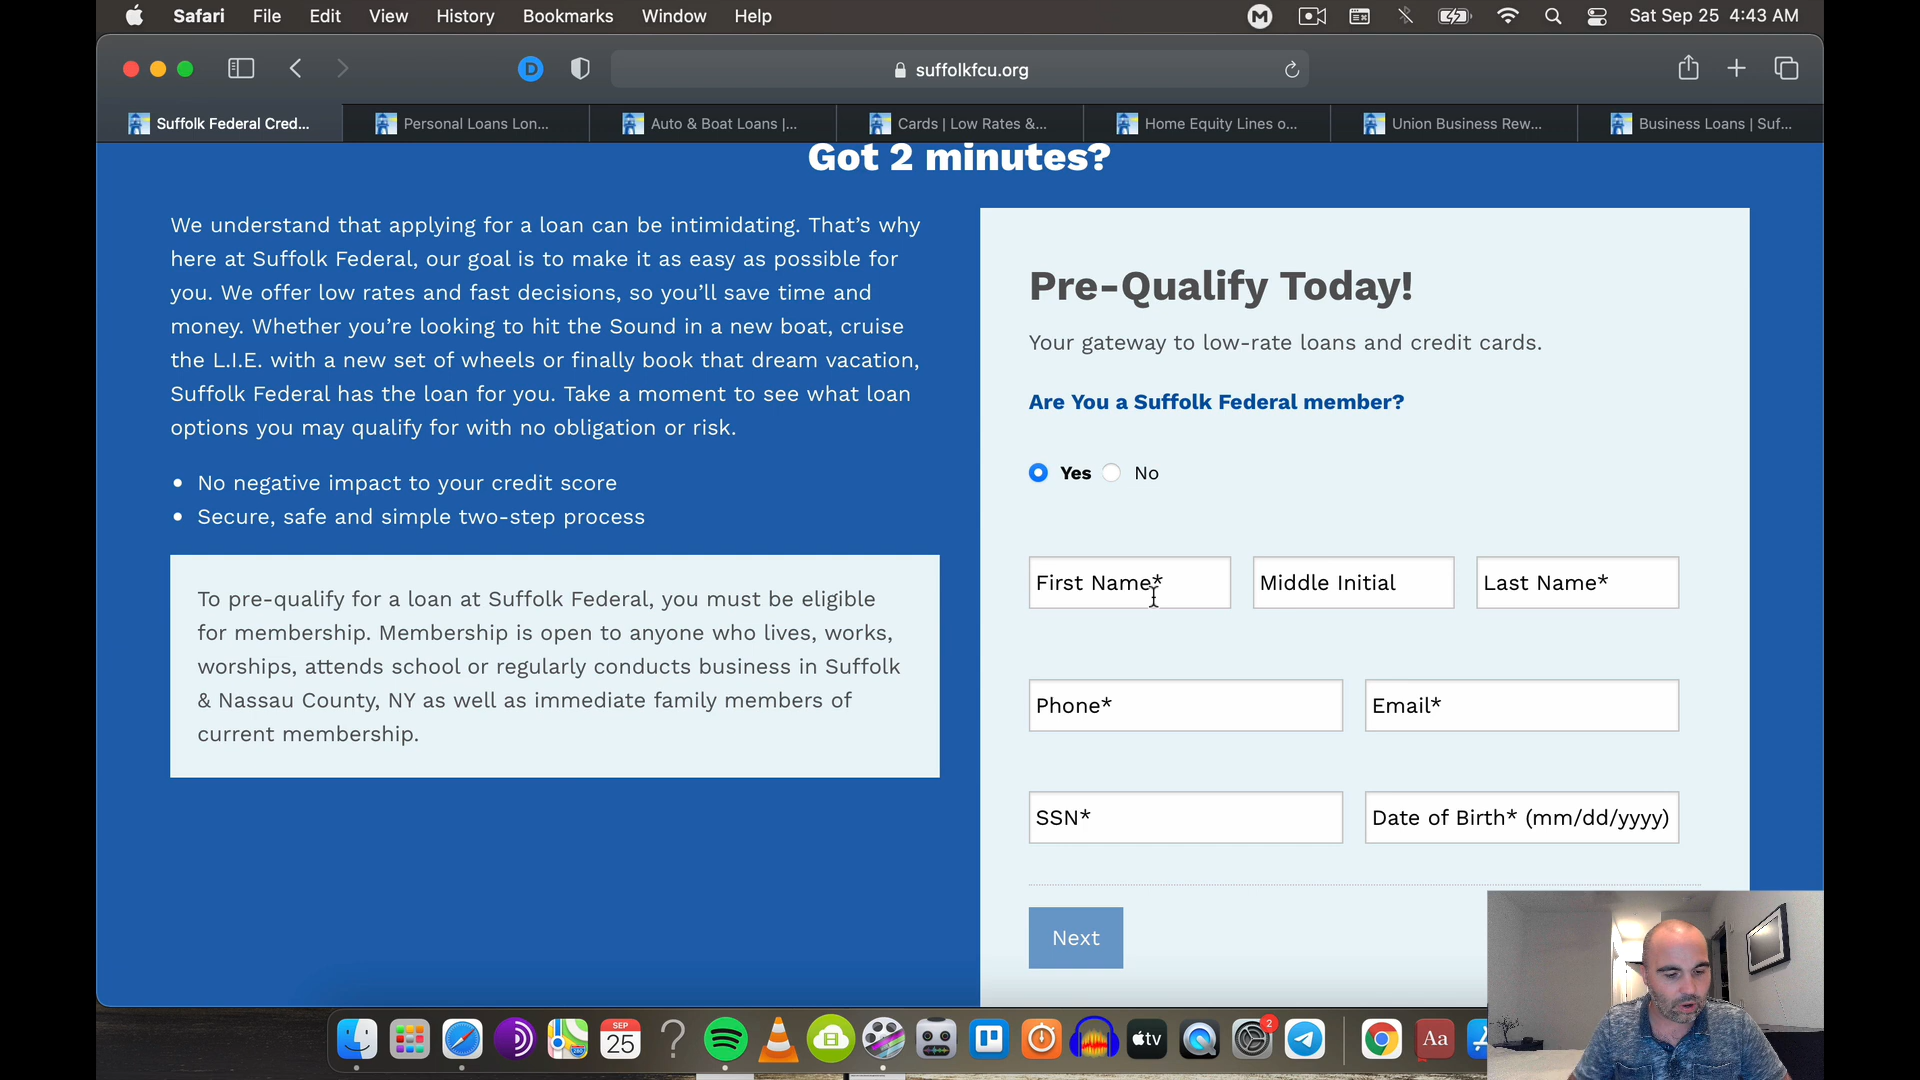 Safari File Edit View History Bookmarks Window Help Sat Sep 25 4:43 AM
D suffolkfcu.org
Suffolk Federal Cred... Personal Loans Lon... Auto & Boat Loans |... Cards | Low Rates &... Home Equity Lines o... Union Business Rew... Business Loans | Suf...
Got 2 minutes?
We understand that applying for a loan can be intimidating. That’s why
here at Suffolk Federal, our goal is to make it as easy as possible for
you. We offer low rates and fast decisions, so you’ll save time and
money. Whether you’re looking to hit the Sound in a new boat, cruise
the L.I.E. with a new set of wheels or finally book that dream vacation,
Suffolk Federal has the loan for you. Take a moment to see what loan
options you may qualify for with no obligation or risk.
• No negative impact to your credit score
• Secure, safe and simple two-step process
To pre-qualify for a loan at Suffolk Federal, you must be eligible
for membership. Membership is open to anyone who lives, works,
worships, attends school or regularly conducts business in Suffolk
& Nassau County, NY as well as immediate family members of
current membership.
Pre-Qualify Today!
Your gateway to low-rate loans and credit cards.
Are You a Suffolk Federal member?
Yes No
First Name* Middle Initial Last Name*
Phone* Email*
SSN* Date of Birth* (mm/dd/yyyy)
Next
SEP
25
?
tv
2
Aa